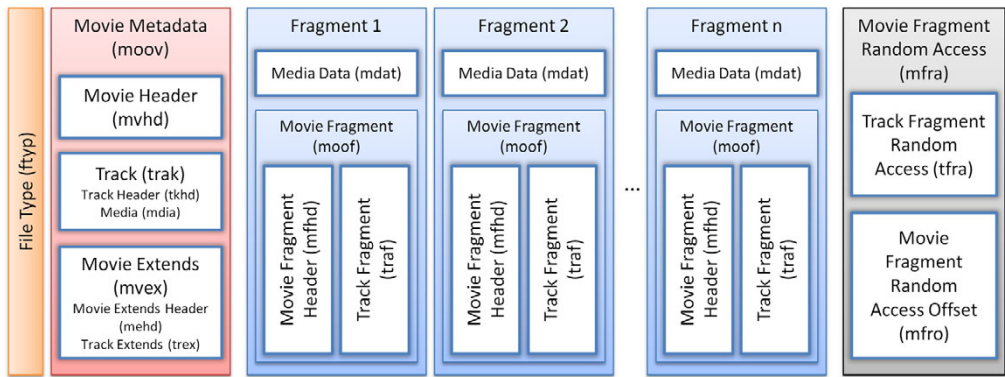 File Type (ftyp)
Movie Metadata
(moov)
Movie Header
(mvhd)
Track (trak)
Track Header (tkhd)
Media (mdia)
Movie Extends
(mvex)
Movie Extends Header
(mehd)
Track Extends (trex)
Fragment 1
Media Data (mdat)
Movie Fragment
(moof)
Movie Fragment
Header (mfhd)
Track Fragment
(traf)
Fragment 2
Media Data (mdat)
Movie Fragment
(moof)
Movie Fragment
Header (mfhd)
Track Fragment
(traf)
...
Fragment n
Media Data (mdat)
Movie Fragment
(moof)
Movie Fragment
Header (mfhd)
Track Fragment
(traf)
Movie Fragment
Random Access
(mfra)
Track Fragment
Random
Access (tfra)
Movie
Fragment
Random
Access Offset
(mfro)